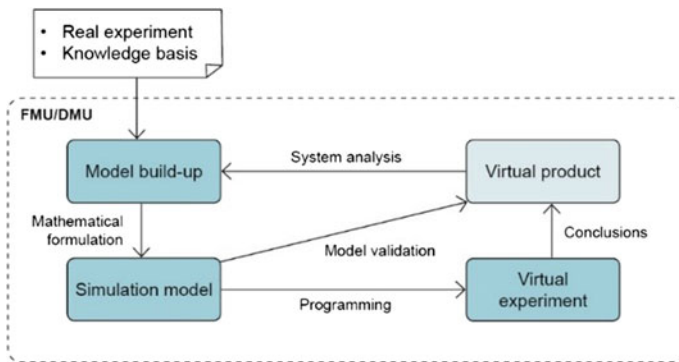 • Real experiment
• Knowledge basis
FMU/DMU
Model build-up
System analysis
Virtual product
Mathematical
formulation
Model validation
Conclusions
Simulation model
Programming
Virtual
experiment